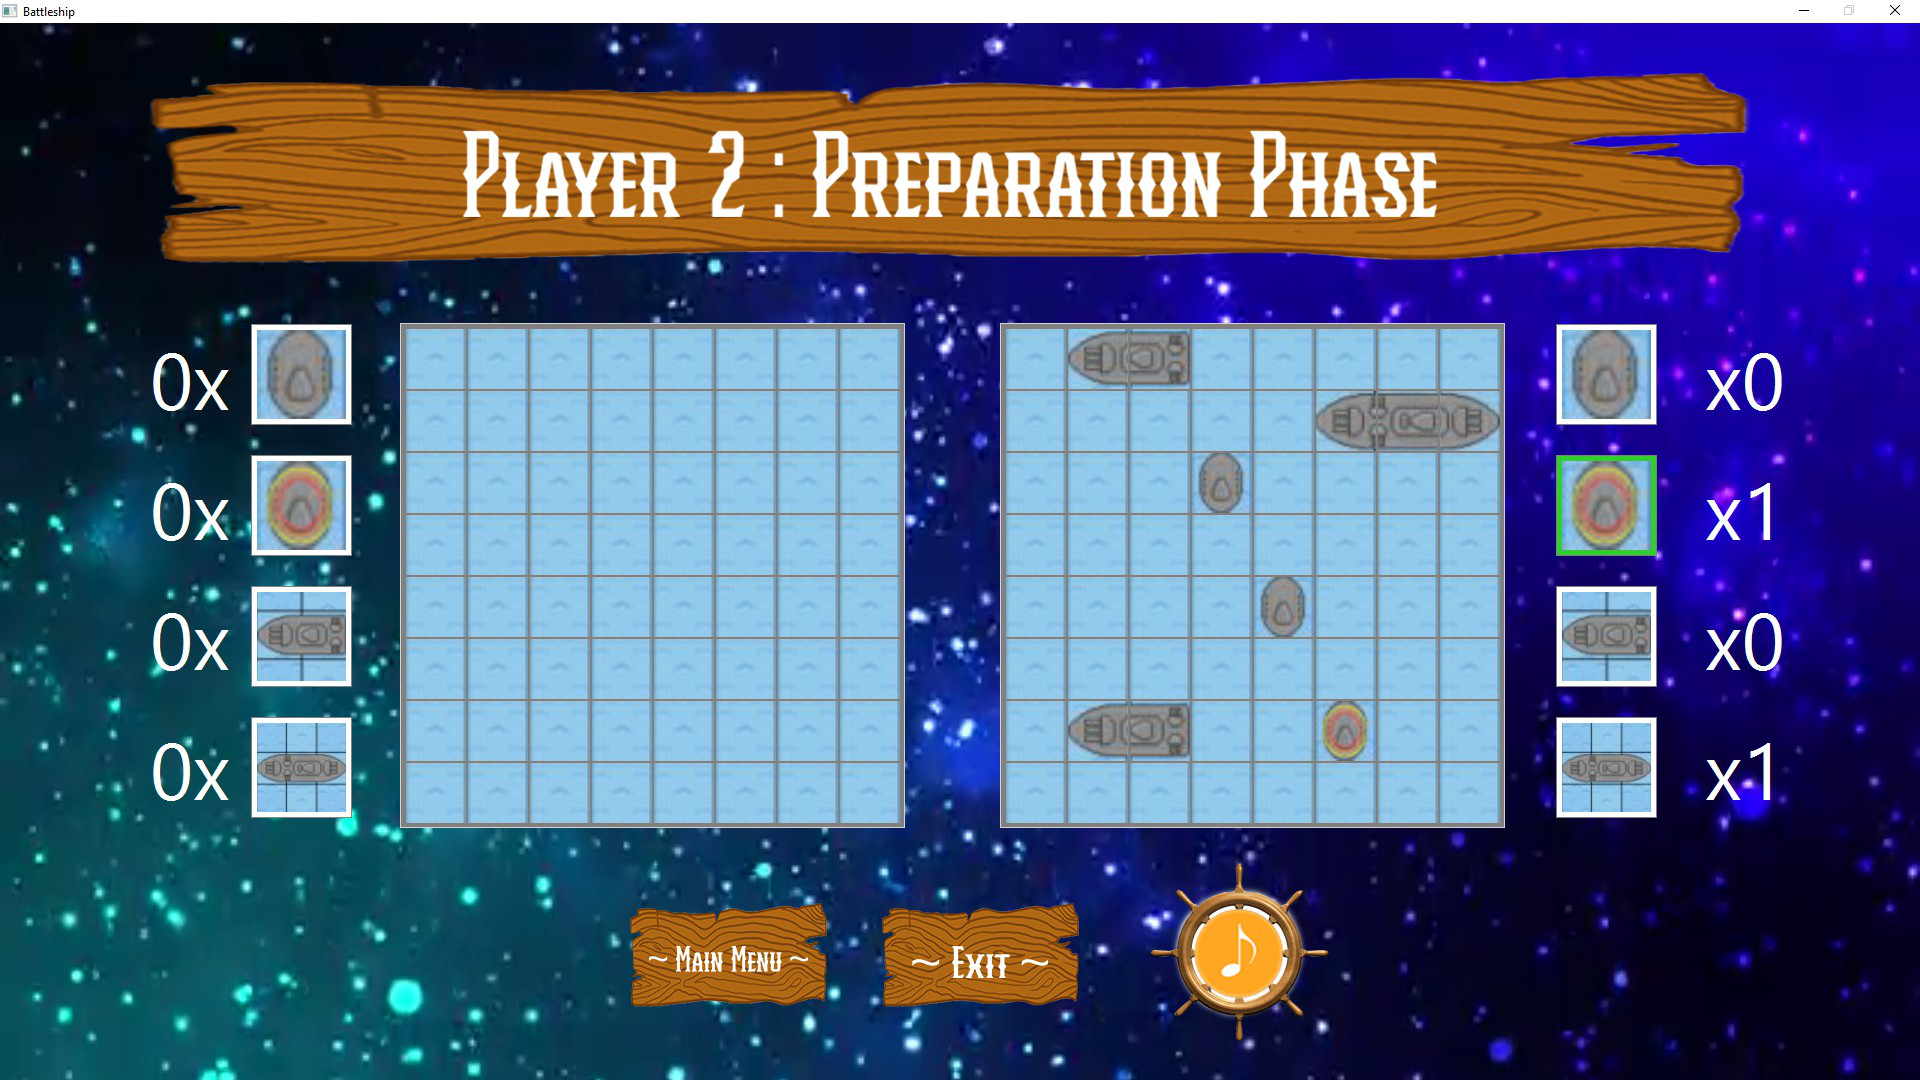 Battleship
Player 2 : Preparation Phase
0x
x0
0x
x1
0x
x0
0x
x1
~ Main Menu ~
~ Exit ~